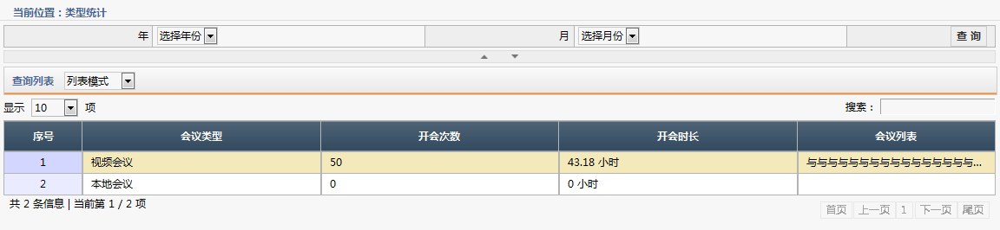 当前位置：类型统计
年 选择年份 月 选择月份 查 询
查询列表 列表模式
显示 10 项 搜索：
序号 会议类型 开会次数 开会时长 会议列表
1 视频会议 50 43.18 小时 与与与与与与与与与与与与与与与与...
2 本地会议 0 0 小时
共 2 条信息 | 当前第 1 / 2 项
首页 上一页 1 下一页 尾页